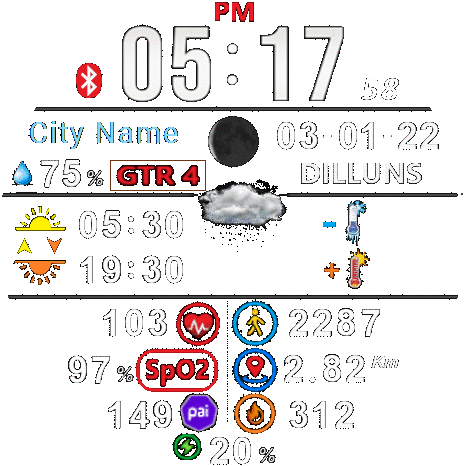 PM
05:17 58
City Name 03-01-22
75% GTR 4 DILLUNS
05:30 -
19:30 +
103 2287
97% SpO2 2.82 Km
149 pai 312
20%